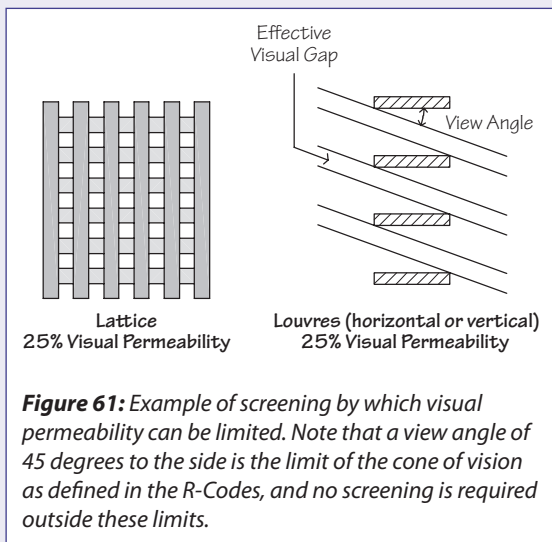 Effective
Visual Gap
View Angle
Lattice
25% Visual Permeability
Louvres (horizontal or vertical)
25% Visual Permeability
Figure 61: Example of screening by which visual
permeability can be limited. Note that a view angle of
45 degrees to the side is the limit of the cone of vision
as defined in the R-Codes, and no screening is required
outside these limits.